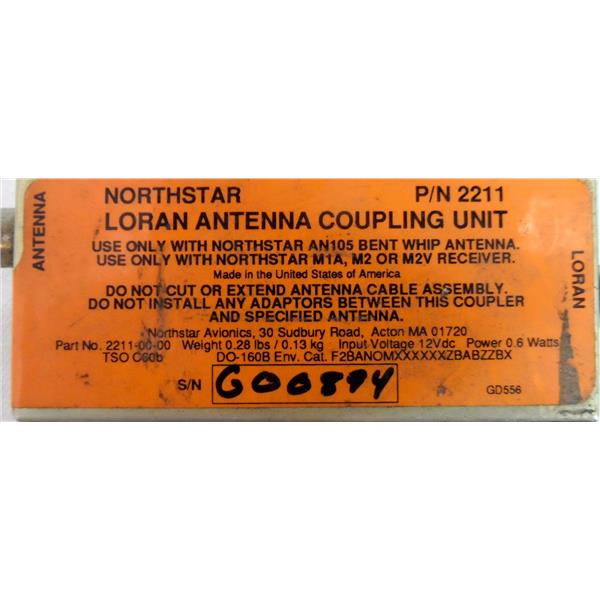 NORTHSTAR P/N 2211
LORAN ANTENNA COUPLING UNIT
USE ONLY WITH NORTHSTAR AN105 BENT WHIP ANTENNA.
USE ONLY WITH NORTHSTAR M1A, M2 OR M2V RECEIVER.
Made in the United States of America
DO NOT CUT OR EXTEND ANTENNA CABLE ASSEMBLY.
DO NOT INSTALL ANY ADAPTORS BETWEEN THIS COUPLER
AND SPECIFIED ANTENNA.
Northstar Avionics, 30 Sudbury Road, Acton MA 01720
Part No. 2211-00-00 Weight 0.28 lbs / 0.13 kg Input Voltage 12Vdc Power 0.6 Watts
TSO C60b DO-160B Env. Cat. F2BANOMXXXXXXZBABZZBX
S/N G00894
GD556
ANTENNA
LORAN